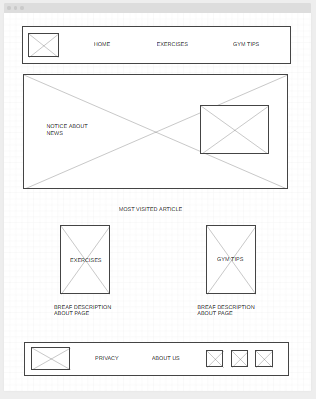 HOME EXERCISES GYM TIPS
NOTICE ABOUT
NEWS
MOST VISITED ARTICLE
EXERCISES GYM TIPS
BREAF DESCRIPTION BREAF DESCRIPTION
ABOUT PAGE ABOUT PAGE
PRIVACY ABOUT US